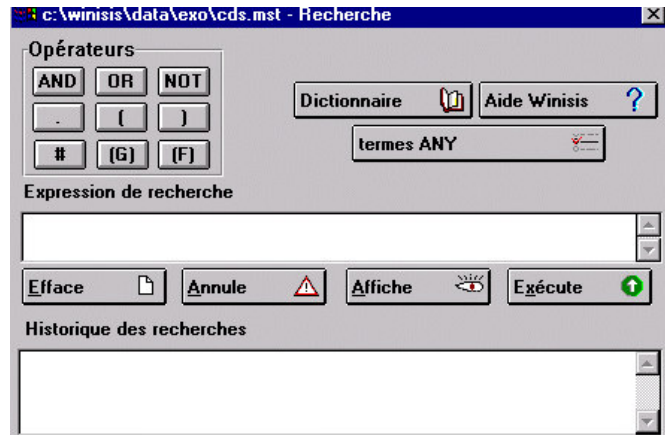 c:\winisis\data\exo\cds.mst - Recherche
Opérateurs
AND OR NOT
. ( )
# (G) (F)
Dictionnaire Aide Winisis ?
termes ANY
Expression de recherche
Efface Annule Affiche Exécute
Historique des recherches